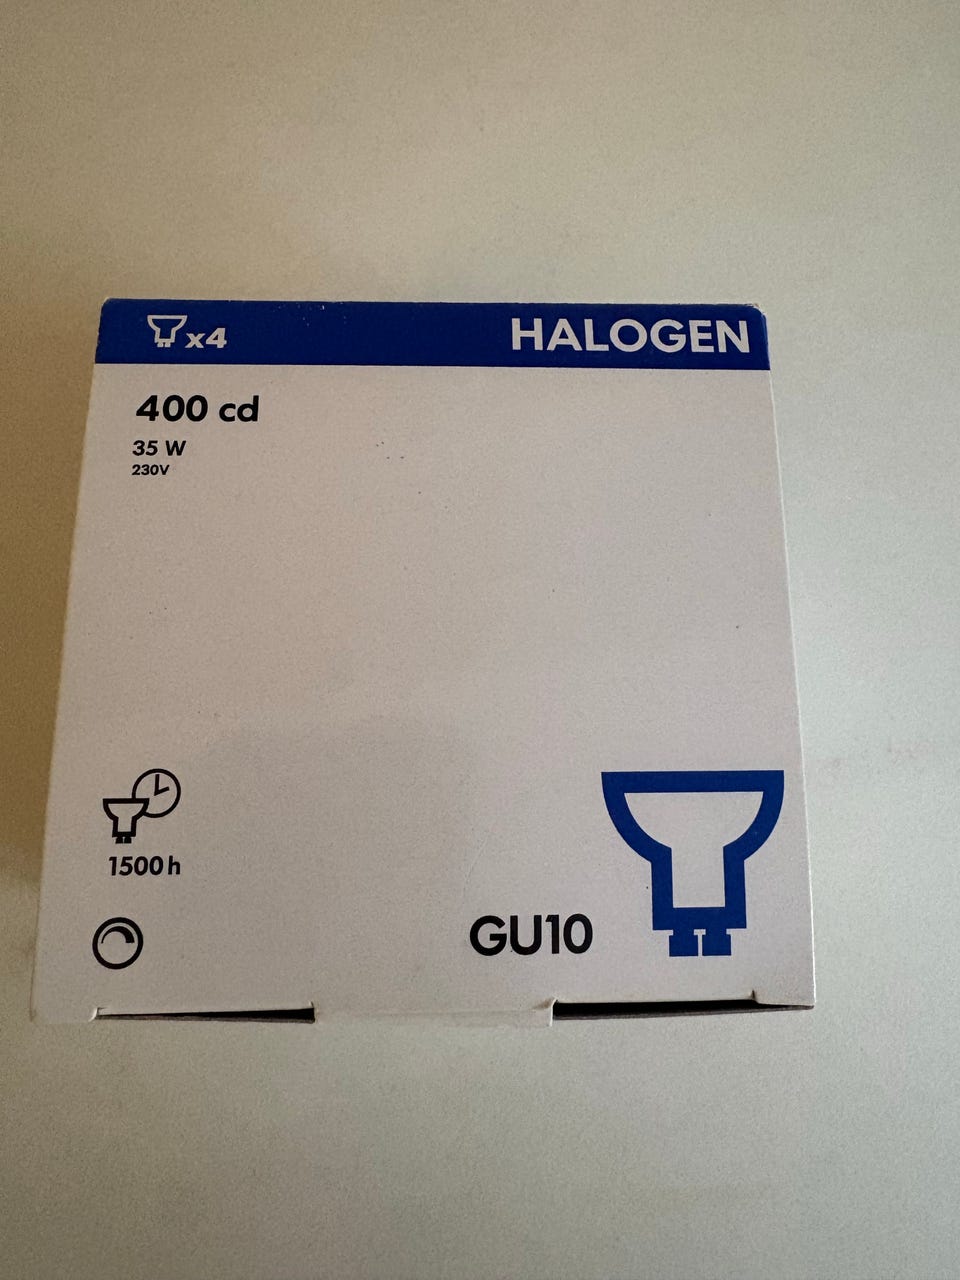 x4 HALOGEN
400 cd
35 W
230V
1500 h
GU10